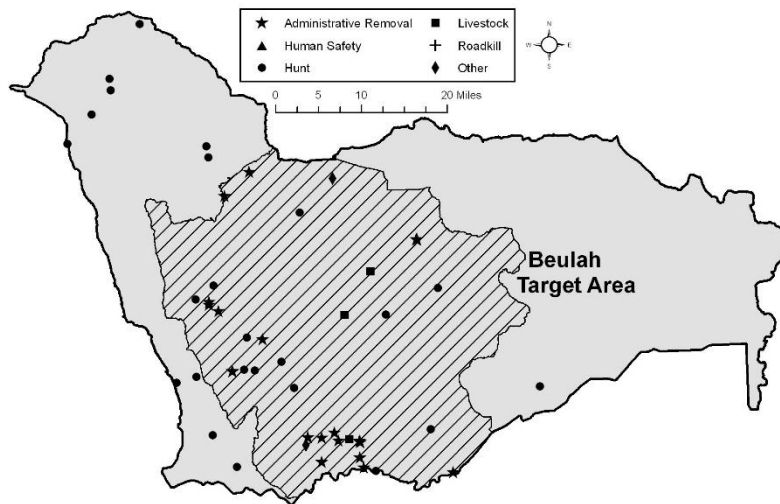 Administrative Removal
Human Safety
Hunt
Livestock
Roadkill
Other
N
W E
S
0 5 10 20 Miles
Beulah
Target Area